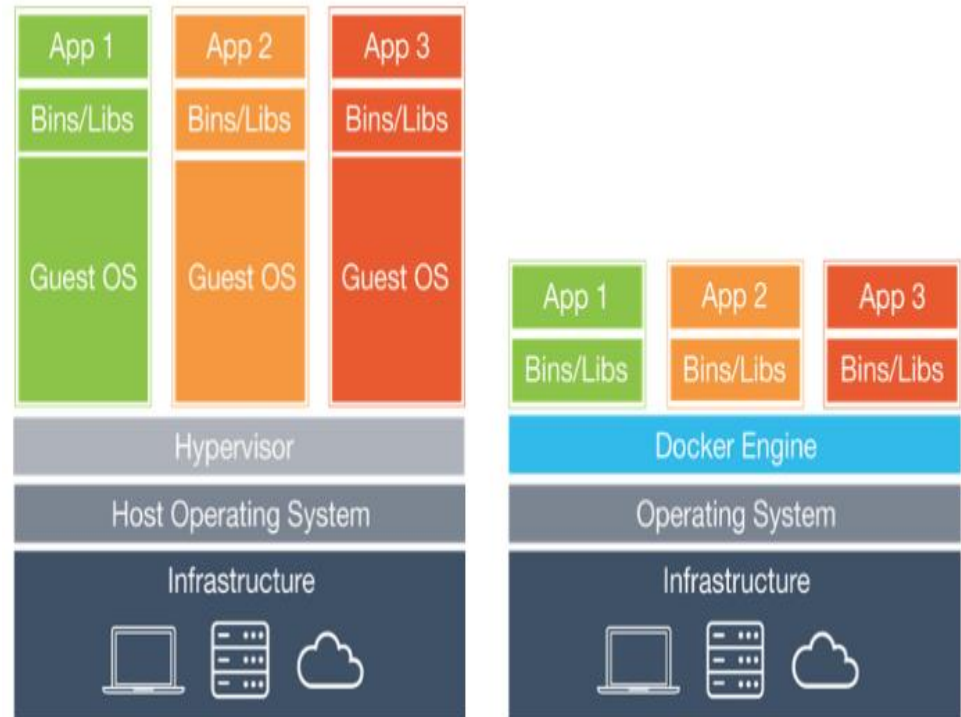 App 1
App 2
App 3
Bins/Libs
Bins/Libs
Bins/Libs
Guest OS
Guest OS
Guest OS
Hypervisor
Host Operating System
Infrastructure
App 1
App 2
App 3
Bins/Libs
Bins/Libs
Bins/Libs
Docker Engine
Operating System
Infrastructure